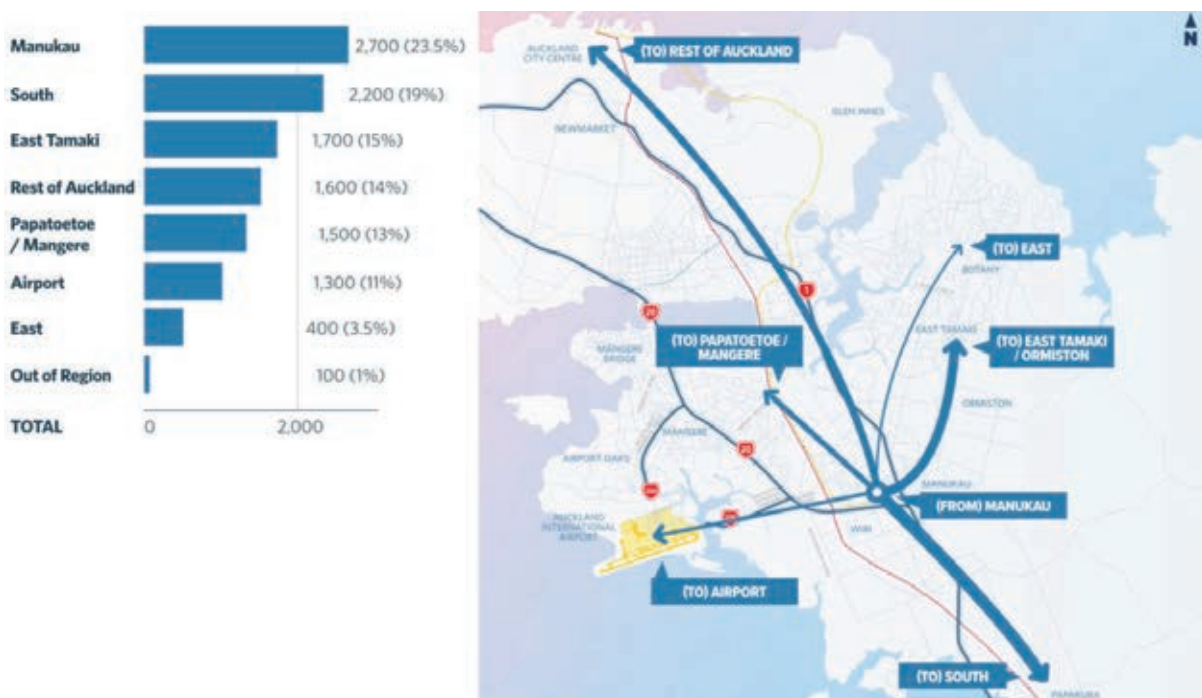 Manukau 2,700 (23.5%)
South 2,200 (19%)
East Tamaki 1,700 (15%)
Rest of Auckland 1,600 (14%)
Papatoetoe
/ Mangere 1,500 (13%)
Airport 1,300 (11%)
East 400 (3.5%)
Out of Region 100 (1%)
TOTAL 0 2,000
N
AUCKLAND
CITY CENTRE
(TO) REST OF AUCKLAND
GLEN INNES
NEWMARKET
(TO) EAST
BOTANY
1
20
EAST TAMAKI
(TO) EAST TAMAKI
/ ORMISTON
(TO) PAPATOETOE /
MANGERE
MĀNGERE
BRIDGE
ORMISTON
MĀNGERE
20
AIRPORT OAKS
MANUKAU
(FROM) MANUKAU
AUCKLAND
INTERNATIONAL
AIRPORT
WIRI
(TO) AIRPORT
(TO) SOUTH
PAPAKURA